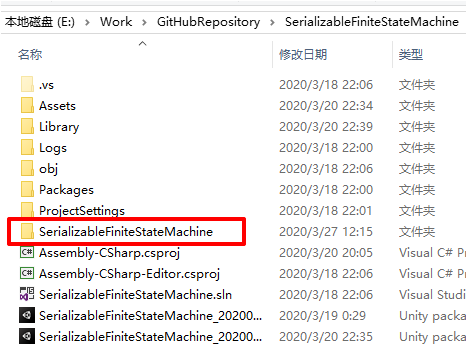 本地磁盘 (E:) › Work › GitHubRepository › SerializableFiniteStateMachine
名称 修改日期 类型
.vs 2020/3/18 22:06 文件夹
Assets 2020/3/20 22:34 文件夹
Library 2020/3/20 22:39 文件夹
Logs 2020/3/18 22:00 文件夹
obj 2020/3/18 22:06 文件夹
Packages 2020/3/18 22:06 文件夹
ProjectSettings 2020/3/18 22:01 文件夹
SerializableFiniteStateMachine 2020/3/27 12:15 文件夹
Assembly-CSharp.csproj 2020/3/20 20:05 Visual C# Pr
Assembly-CSharp-Editor.csproj 2020/3/18 22:06 Visual C# Pr
SerializableFiniteStateMachine.sln 2020/3/18 22:06 Visual Studio
SerializableFiniteStateMachine_20200... 2020/3/19 0:29 Unity packa
SerializableFiniteStateMachine_20200... 2020/3/20 22:35 Unity packa